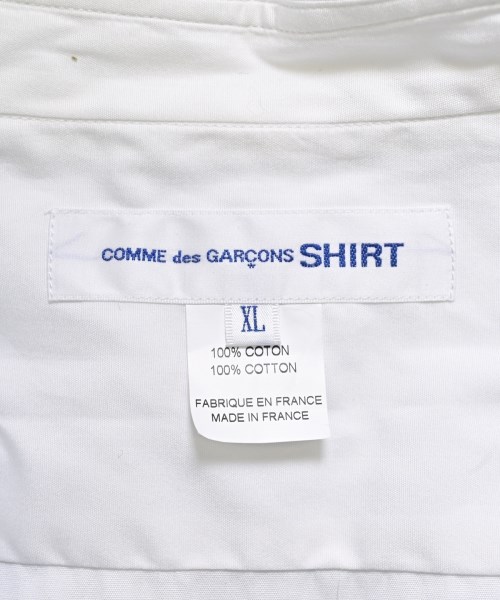 COMME des GARÇONS SHIRT
XL
100% COTON
100% COTTON
FABRIQUE EN FRANCE
MADE IN FRANCE